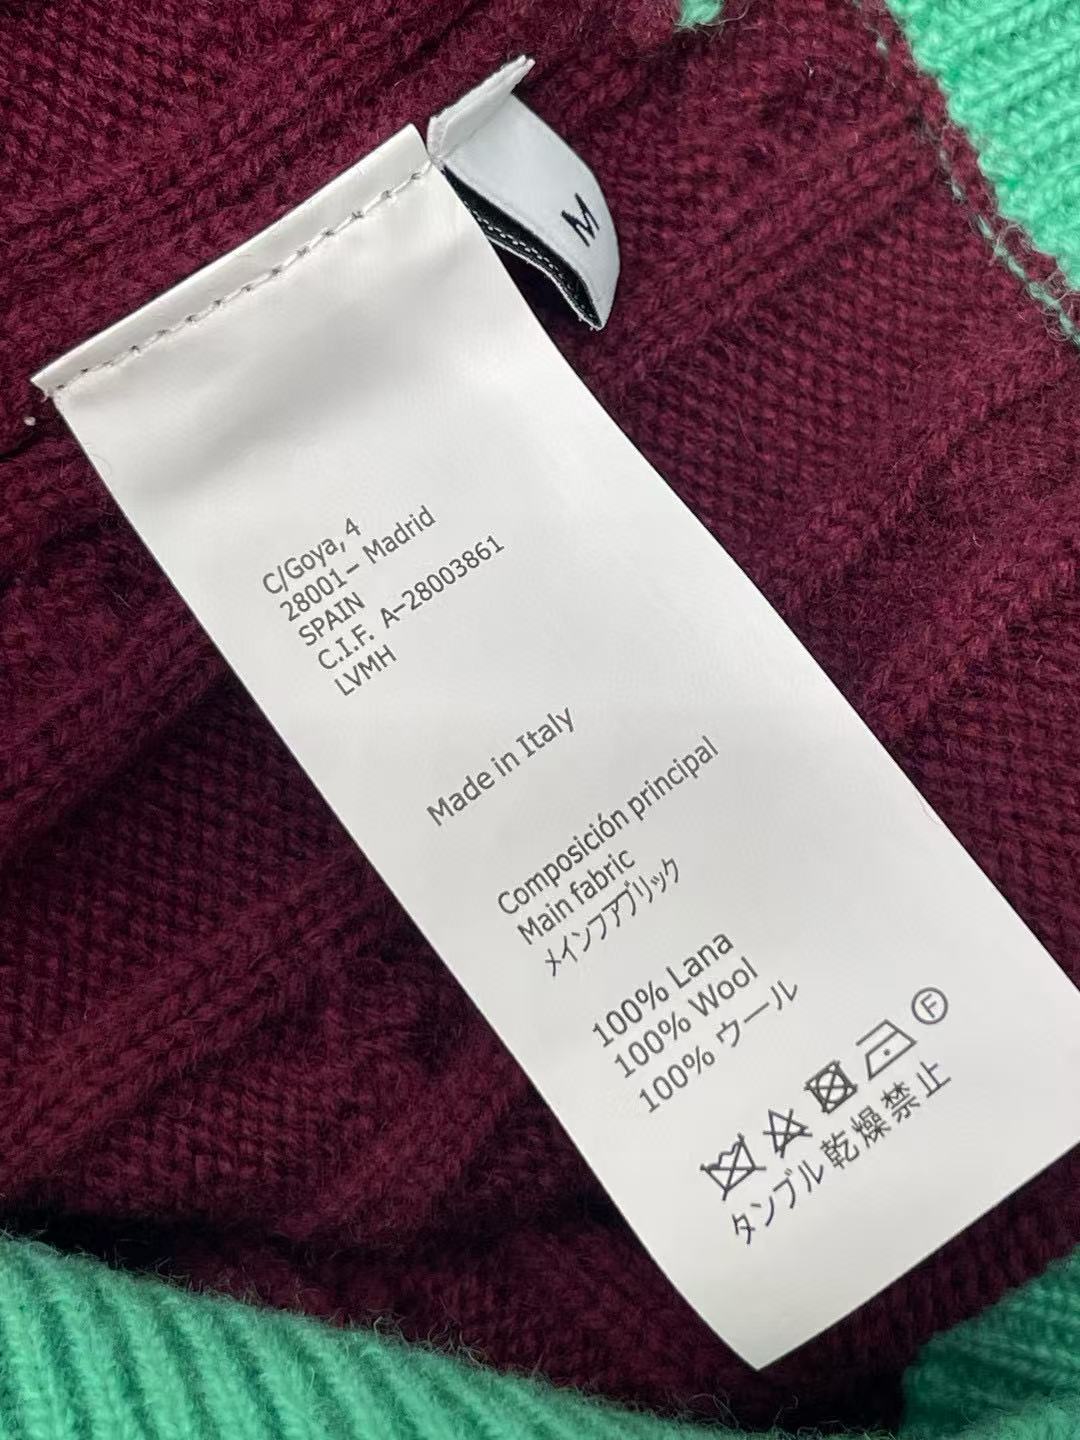 M
C/Goya, 4
28001- Madrid
SPAIN
C.I.F. A-28003861
LVMH
Made in Italy
Composición principal
Main fabric
メインファブリック
100% Lana
100% Wool
100% ウール
F
タンブル乾燥禁止